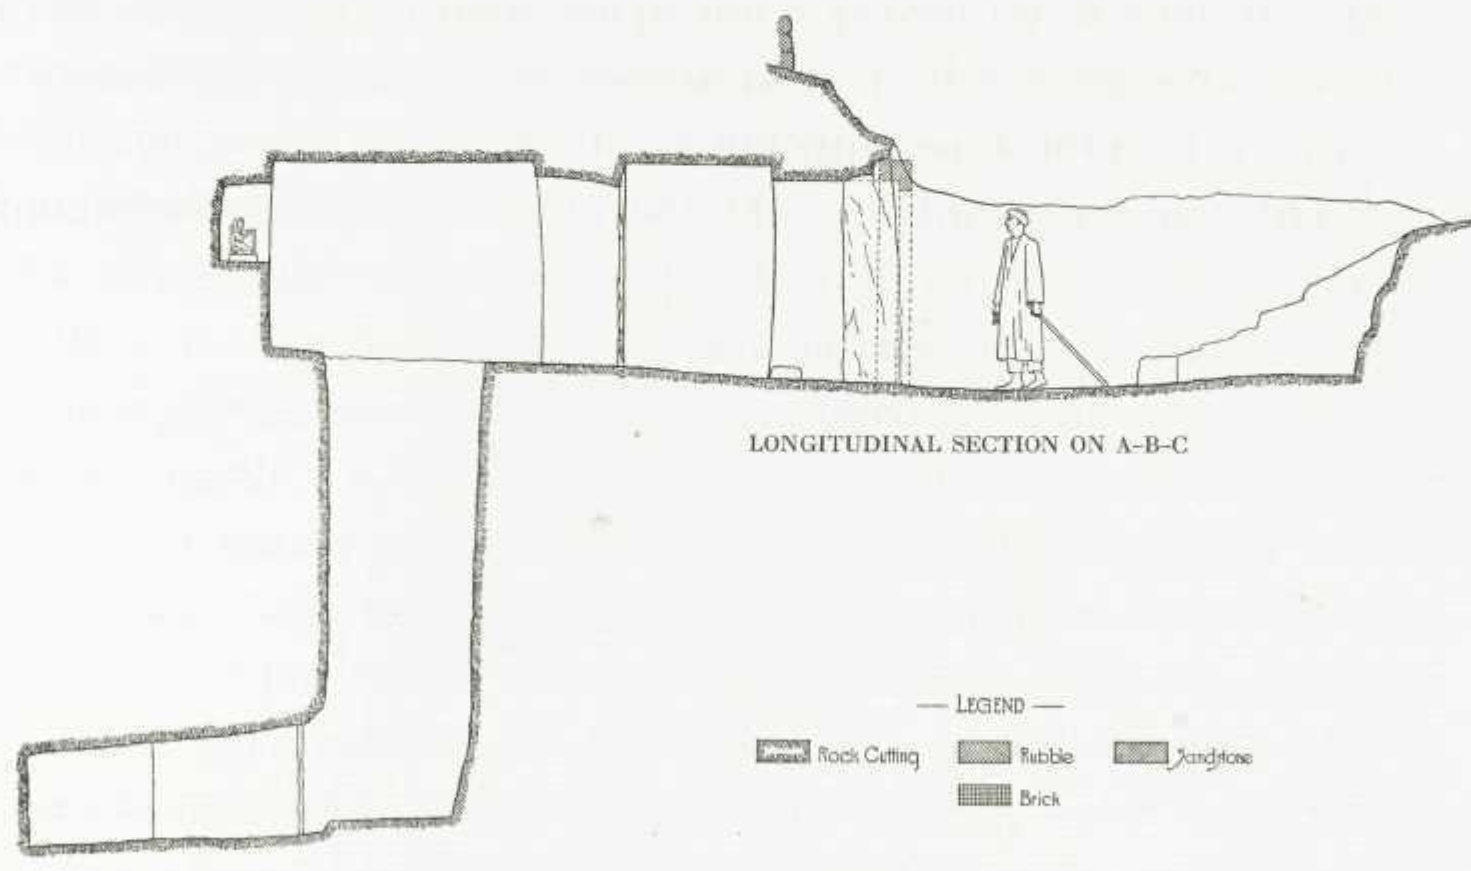 LONGITUDINAL SECTION ON A–B–C
— LEGEND —
Rock Cutting Rubble Sandstone
Brick